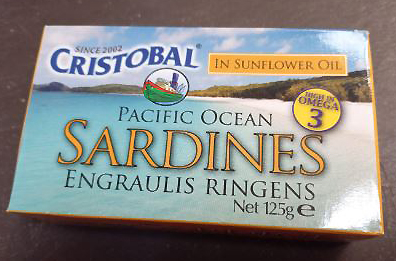 SINCE 2002
CRISTOBAL®
IN SUNFLOWER OIL
HIGH IN
OMEGA
3
PACIFIC OCEAN
SARDINES
ENGRAULIS RINGENS
Net 125g e